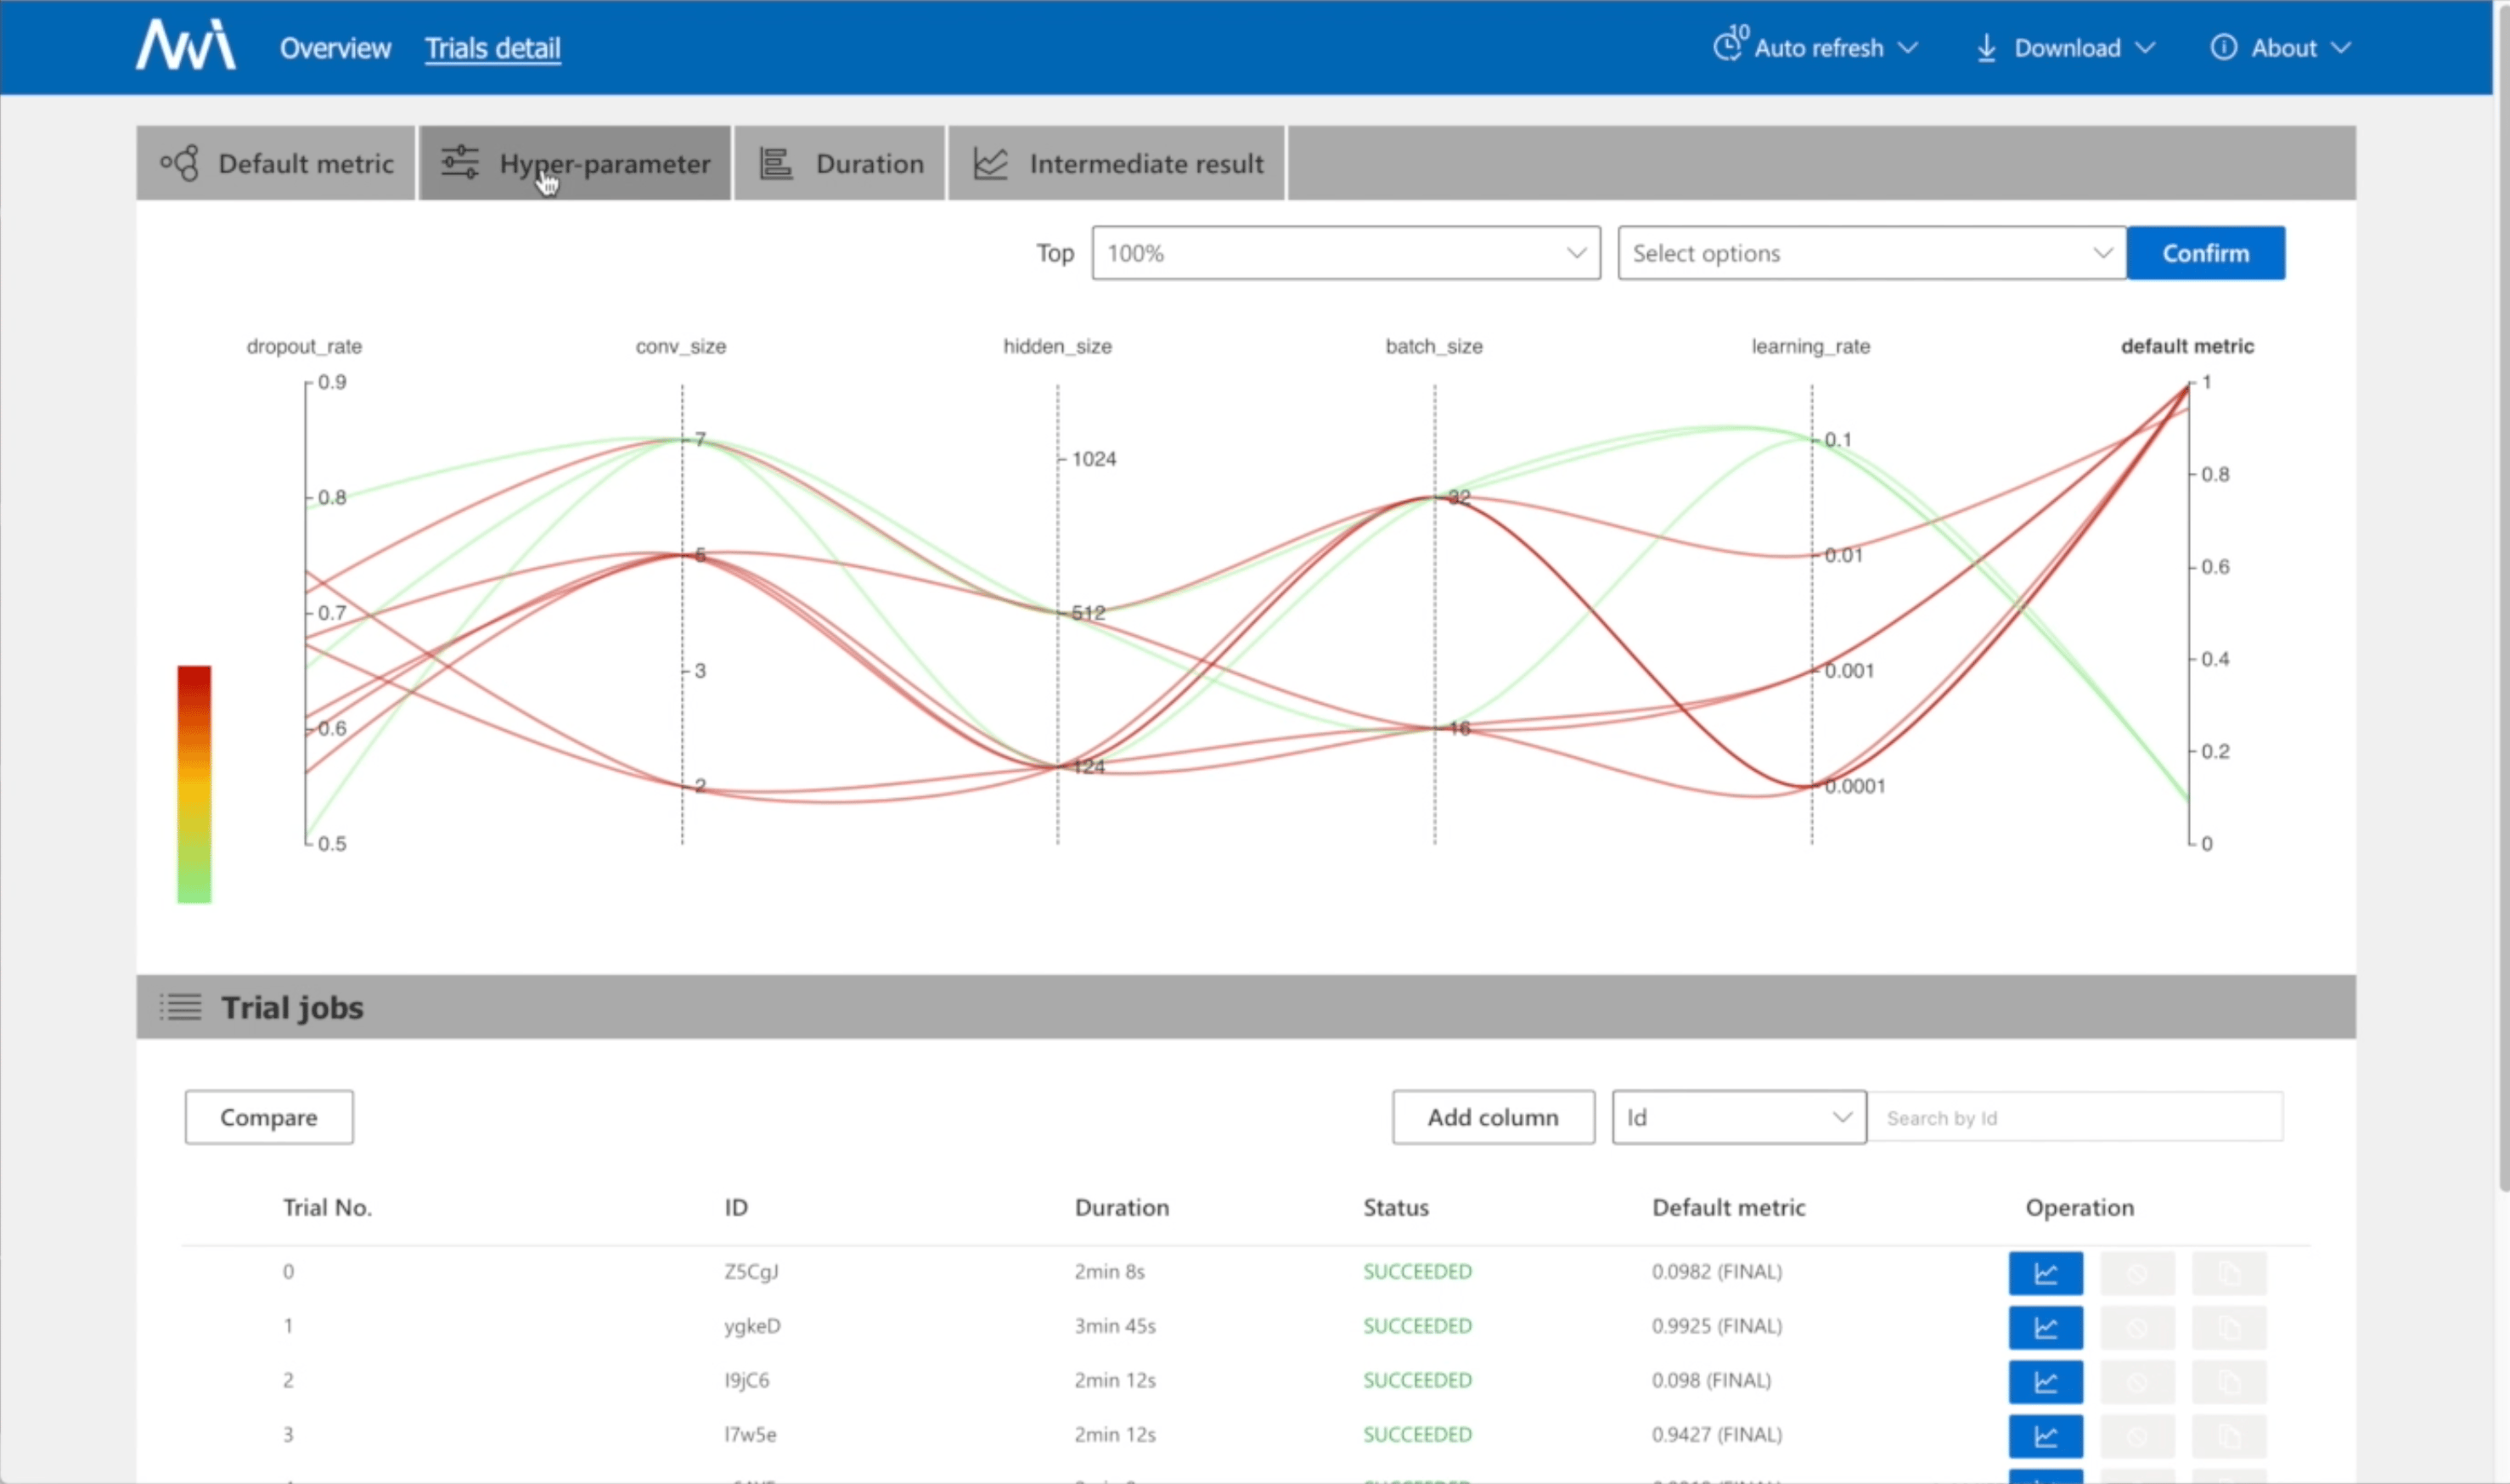 Overview Trials detail 10 Auto refresh Download About
Default metric Hyper-parameter Duration Intermediate result
Top 100% Select options Confirm
dropout_rate conv_size hidden_size batch_size learning_rate default metric
0.9 1
7 0.1
1024
0.8
0.8 32
5 0.01
0.6
0.7 512
3 0.001
0.4
0.6 16
0.2
124
2 0.0001
0.5 0
Trial jobs
Compare Add column Id Search by Id
Trial No. ID Duration Status Default metric Operation
0 Z5CgJ 2min 8s SUCCEEDED 0.0982 (FINAL)
1 ygkeD 3min 45s SUCCEEDED 0.9925 (FINAL)
2 I9jC6 2min 12s SUCCEEDED 0.098 (FINAL)
3 l7w5e 2min 12s SUCCEEDED 0.9427 (FINAL)